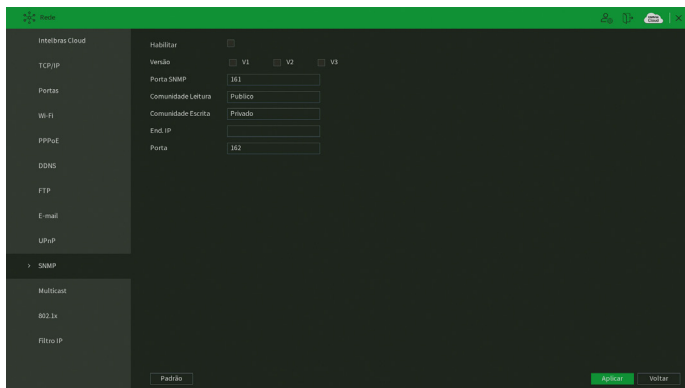 Rede
Intelbras Cloud
TCP/IP
Portas
Wi-Fi
PPPoE
DDNS
FTP
E-mail
UPnP
> SNMP
Multicast
802.1x
Filtro IP
Habilitar
Versão V1 V2 V3
Porta SNMP 161
Comunidade Leitura Publico
Comunidade Escrita Privado
End. IP
Porta 162
Padrão Aplicar Voltar